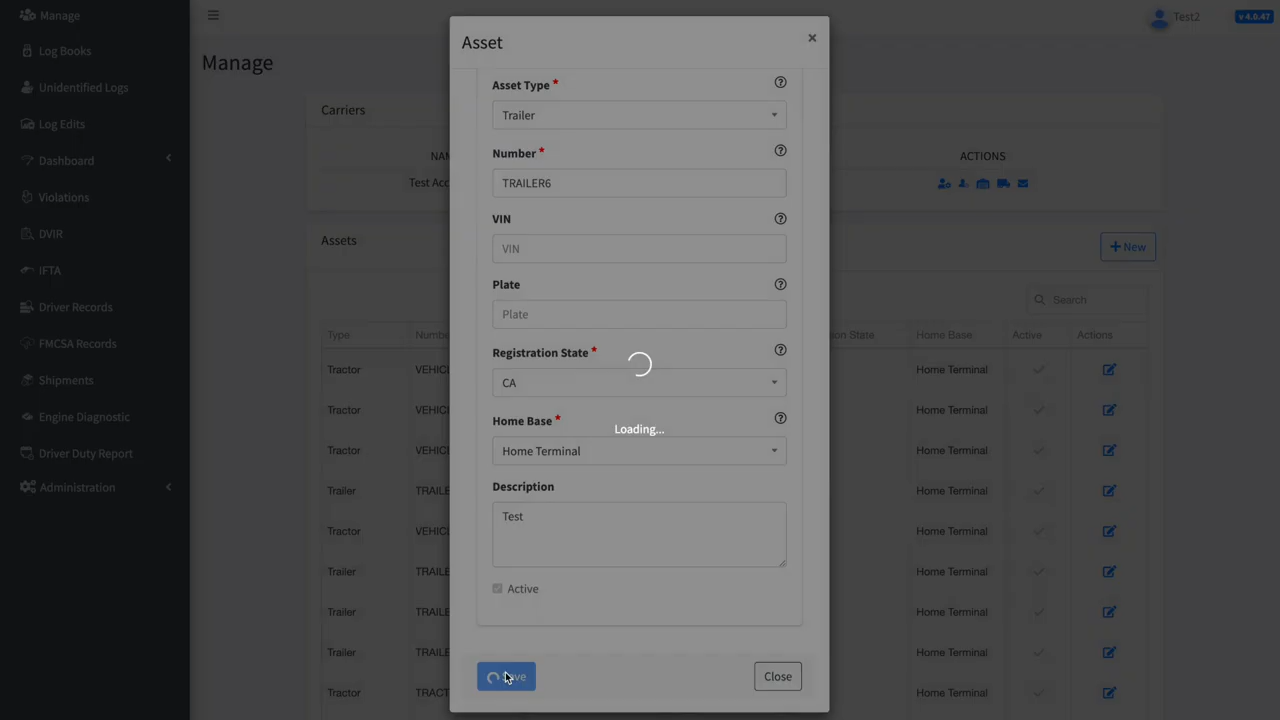 Manage
Test2
v 4.0.47
Log Books
Unidentified Logs
Log Edits
Dashboard
Violations
DVIR
IFTA
Driver Records
FMCSA Records
Shipments
Engine Diagnostic
Driver Duty Report
Administration
Manage
Carriers
ACTIONS
Test
Assets
New
Search
Type
Home Base
Active
Actions
Tractor
Home Terminal
Tractor
Home Terminal
Tractor
Home Terminal
Trailer
Home Terminal
Tractor
Home Terminal
Trailer
Home Terminal
Trailer
Home Terminal
Trailer
Home Terminal
Tractor
Home Terminal
Asset
×
Asset Type *
Trailer
Number *
TRAILER6
VIN
VIN
Plate
Plate
Registration State *
CA
Loading...
Home Base *
Home Terminal
Description
Test
Active
Close